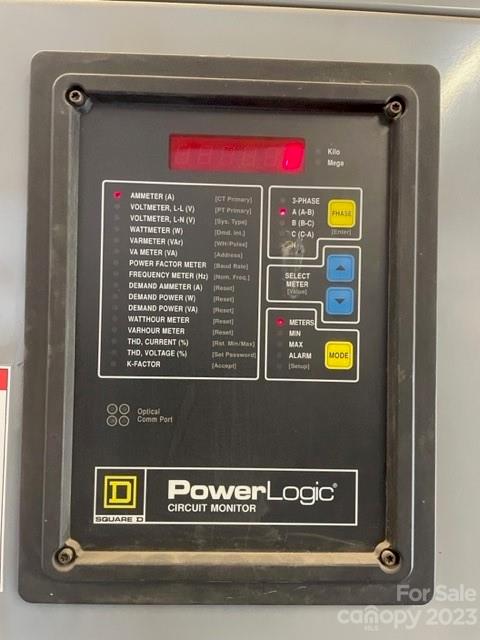 Kilo
Mega
AMMETER (A) [CT Primary]
VOLTMETER, L-L (V) [PT Primary]
VOLTMETER, L-N (V) [Sys. Type]
WATTMETER (W) [Dmd. Int.]
VARMETER (VAr) [WH/Pulse]
VA METER (VA) [Address]
POWER FACTOR METER [Baud Rate]
FREQUENCY METER (Hz) [Nom. Freq.]
DEMAND AMMETER (A) [Reset]
DEMAND POWER (W) [Reset]
DEMAND POWER (VA) [Reset]
WATTHOUR METER [Reset]
VARHOUR METER [Reset]
THD, CURRENT (%) [Rst. Min/Max]
THD, VOLTAGE (%) [Set Password]
K-FACTOR [Accept]
3-PHASE
A (A-B)
B (B-C)
C (C-A)
N
PHASE
[Enter]
SELECT
METER
[Value]
METERS
MIN
MAX
ALARM
[Setup]
MODE
Optical
Comm Port
D
SQUARE D
PowerLogic®
CIRCUIT MONITOR
For Sale
canopy 2023
MLS